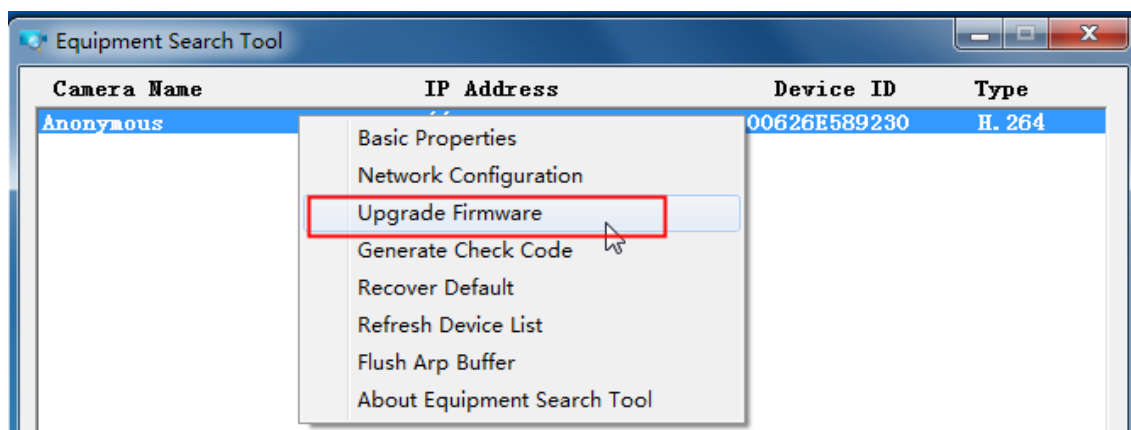 Equipment Search Tool
Camera Name IP Address Device ID Type
Anonymous 00626E589230 H.264
Basic Properties
Network Configuration
Upgrade Firmware
Generate Check Code
Recover Default
Refresh Device List
Flush Arp Buffer
About Equipment Search Tool